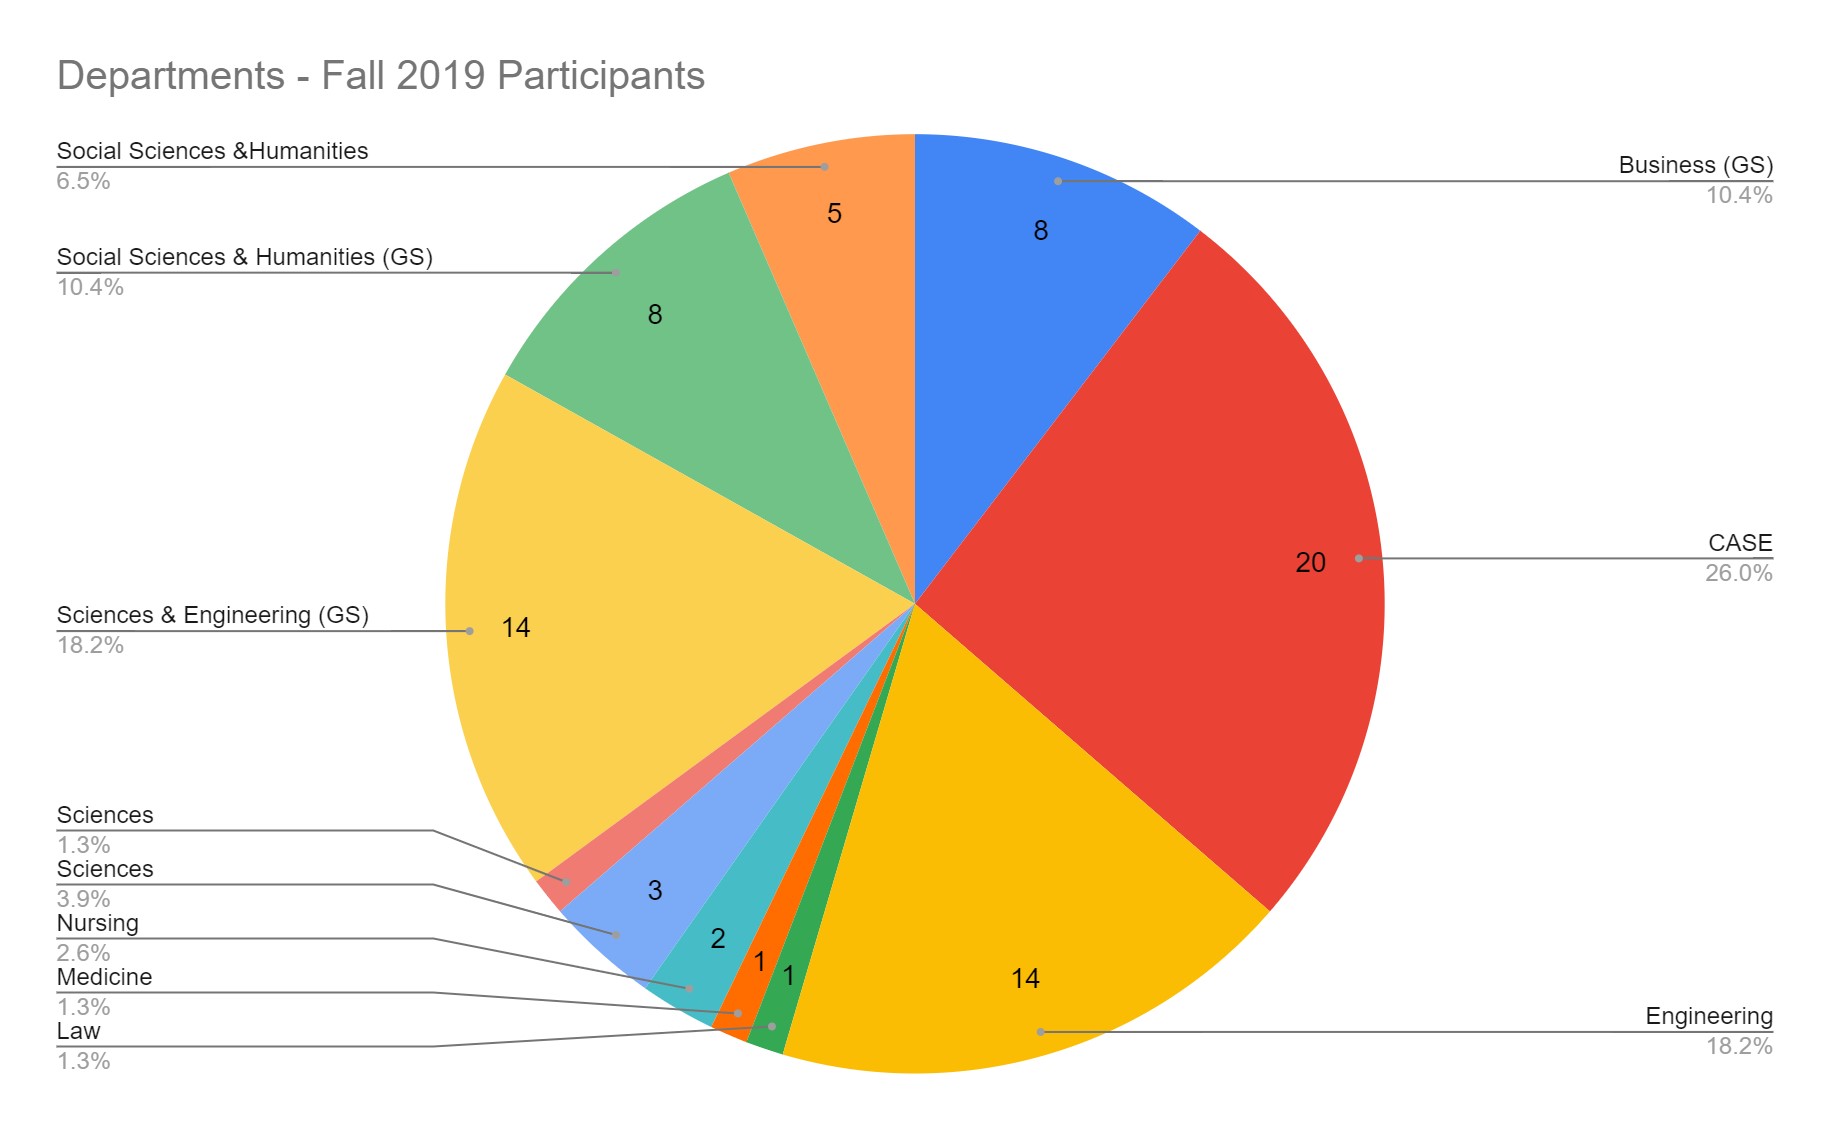 Departments - Fall 2019 Participants
Social Sciences &Humanities
6.5%
Social Sciences & Humanities (GS)
10.4%
Sciences & Engineering (GS)
18.2%
Sciences
1.3%
Sciences
3.9%
Nursing
2.6%
Medicine
1.3%
Law
1.3%
Business (GS)
10.4%
CASE
26.0%
Engineering
18.2%
5
8
8
20
14
14
3
2
1
1